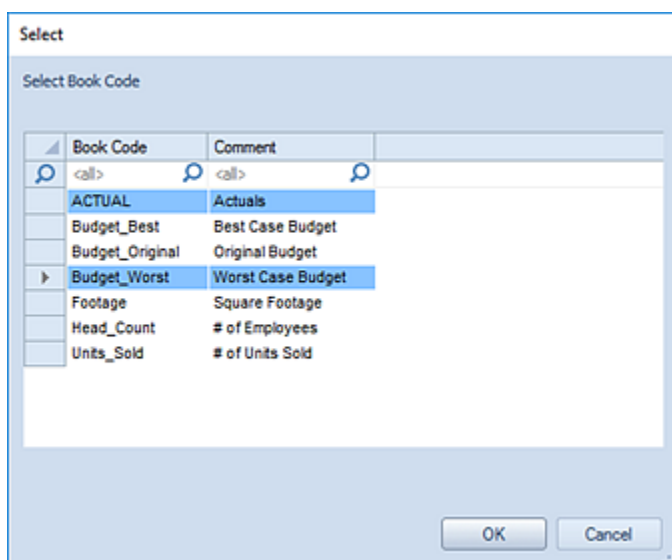 Select
Select Book Code
Book Code Comment
<all> <all>
ACTUAL Actuals
Budget_Best Best Case Budget
Budget_Original Original Budget
Budget_Worst Worst Case Budget
Footage Square Footage
Head_Count # of Employees
Units_Sold # of Units Sold
OK Cancel